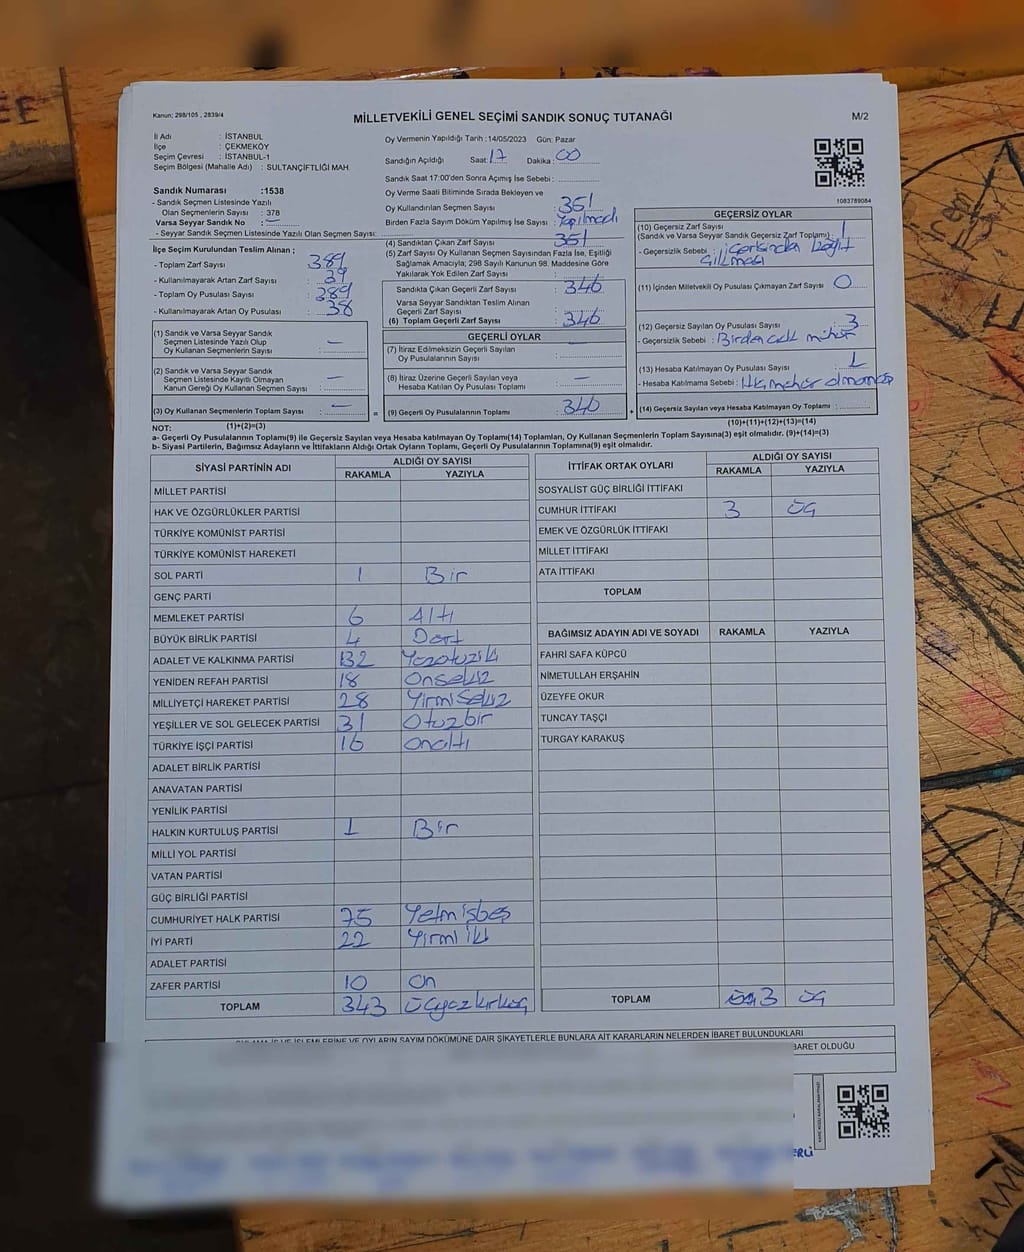 Kanun: 298/105 , 2839/4
MİLLETVEKİLİ GENEL SEÇİMİ SANDIK SONUÇ TUTANAĞI
M/2
İl Adı : İSTANBUL
İlçe : ÇEKMEKÖY
Seçim Çevresi : İSTANBUL-1
Seçim Bölgesi (Mahalle Adı) : SULTANÇİFTLİĞİ MAH.
Sandık Numarası :1538
- Sandık Seçmen Listesinde Yazılı
Olan Seçmenlerin Sayısı : 378
Varsa Seyyar Sandık No : —
- Seyyar Sandık Seçmen Listesinde Yazılı Olan Seçmen Sayısı:
Oy Vermenin Yapıldığı Tarih :14/05/2023 Gün: Pazar
Sandığın Açıldığı Saat: 17 Dakika : 00
Sandık Saat 17:00'den Sonra Açımış İse Sebebi :
Oy Verme Saati Bitiminde Sırada Bekleyen ve
Oy Kullandırılan Seçmen Sayısı : 351
Birden Fazla Sayım Döküm Yapılmış İse Sayısı : Yapılmadı
1083789084
İlçe Seçim Kurulundan Teslim Alınan ;
- Toplam Zarf Sayısı : 389
- Kullanılmayarak Artan Zarf Sayısı : 39
- Toplam Oy Pusulası Sayısı : 389
- Kullanılmayarak Artan Oy Pusulası : 38
(1) Sandık ve Varsa Seyyar Sandık
Seçmen Listesinde Yazılı Olup
Oy Kullanan Seçmenlerin Sayısı : —
(2) Sandık ve Varsa Seyyar Sandık
Seçmen Listesinde Kayıtlı Olmayan
Kanun Gereği Oy Kullanan Seçmen Sayısı : —
(3) Oy Kullanan Seçmenlerin Toplam Sayısı : —
(1)+(2)=(3)
(4) Sandıktan Çıkan Zarf Sayısı : 351
(5) Zarf Sayısı Oy Kullanan Seçmen Sayısından Fazla İse, Eşitliği
Sağlamak Amacıyla; 298 Sayılı Kanunun 98. Maddesine Göre
Yakılarak Yok Edilen Zarf Sayısı :
Sandıkta Çıkan Geçerli Zarf Sayısı : 346
Varsa Seyyar Sandıktan Teslim Alınan
Geçerli Zarf Sayısı :
(6) Toplam Geçerli Zarf Sayısı : 346
GEÇERLİ OYLAR
(7) İtiraz Edilmeksizin Geçerli Sayılan
Oy Pusulalarının Sayısı :
(8) İtiraz Üzerine Geçerli Sayılan veya
Hesaba Katılan Oy Pusulası Toplamı : —
= (9) Geçerli Oy Pusulalarının Toplamı : 346
GEÇERSİZ OYLAR
(10) Geçersiz Zarf Sayısı
(Sandık ve Varsa Seyyar Sandık Geçersiz Zarf Toplamı) : 1
- Geçersizlik Sebebi : içerisinden kağıt
(11) İçinden Milletvekili Oy Pusulası Çıkmayan Zarf Sayısı : 0
(12) Geçersiz Sayılan Oy Pusulası Sayısı : 3
- Geçersizlik Sebebi : Birden çok mühür
(13) Hesaba Katılmayan Oy Pusulası Sayısı : 1
- Hesaba Katılmama Sebebi : olmaması
+ (14) Geçersiz Sayılan veya Hesaba Katılmayan Oy Toplamı :
(10)+(11)+(12)+(13)=(14)
NOT:
a- Geçerli Oy Pusulalarının Toplamı(9) ile Geçersiz Sayılan veya Hesaba katılmayan Oy Toplamı(14) Toplamları, Oy Kullanan Seçmenlerin Toplam Sayısına(3) eşit olmalıdır. (9)+(14)=(3)
b- Siyasi Partilerin, Bağımsız Adayların ve İttifakların Aldığı Ortak Oyların Toplamı, Geçerli Oy Pusulalarının Toplamına(9) eşit olmalıdır.
SİYASİ PARTİNİN ADI ALDIĞI OY SAYISI
RAKAMLA YAZIYLA
MİLLET PARTİSİ
HAK VE ÖZGÜRLÜKLER PARTİSİ
TÜRKİYE KOMÜNİST PARTİSİ
TÜRKİYE KOMÜNİST HAREKETİ
SOL PARTİ 1 Bir
GENÇ PARTİ
MEMLEKET PARTİSİ 6 Altı
BÜYÜK BİRLİK PARTİSİ 4 Dört
ADALET VE KALKINMA PARTİSİ 132 Yüzotuziki
YENİDEN REFAH PARTİSİ 18 Onsekiz
MİLLİYETÇİ HAREKET PARTİSİ 28 Yirmisekiz
YEŞİLLER VE SOL GELECEK PARTİSİ 31 Otuzbir
TÜRKİYE İŞÇİ PARTİSİ 16 Onaltı
ADALET BİRLİK PARTİSİ
ANAVATAN PARTİSİ
YENİLİK PARTİSİ
HALKIN KURTULUŞ PARTİSİ 1 Bir
MİLLİ YOL PARTİSİ
VATAN PARTİSİ
GÜÇ BİRLİĞİ PARTİSİ
CUMHURİYET HALK PARTİSİ 75 Yetmişbeş
İYİ PARTİ 22 Yirmi iki
ADALET PARTİSİ
ZAFER PARTİSİ 10 On
TOPLAM 343 Üçyüzkırküç
İTTİFAK ORTAK OYLARI ALDIĞI OY SAYISI
RAKAMLA YAZIYLA
SOSYALİST GÜÇ BİRLİĞİ İTTİFAKI
CUMHUR İTTİFAKI 3 üç
EMEK VE ÖZGÜRLÜK İTTİFAKI
MİLLET İTTİFAKI
ATA İTTİFAKI
TOPLAM
BAĞIMSIZ ADAYIN ADI VE SOYADI RAKAMLA YAZIYLA
FAHRİ SAFA KÜPCÜ
NİMETULLAH ERŞAHİN
ÜZEYFE OKUR
TUNCAY TAŞÇI
TURGAY KARAKUŞ
TOPLAM 3 üç
İŞLEMLERİNE VE OYLARIN SAYIM DÖKÜMÜNE DAİR ŞİKAYETLERLE BUNLARA AİT KARARLARIN NELERDEN İBARET BULUNDUKLARI
BARET OLDUĞU
ERLİ